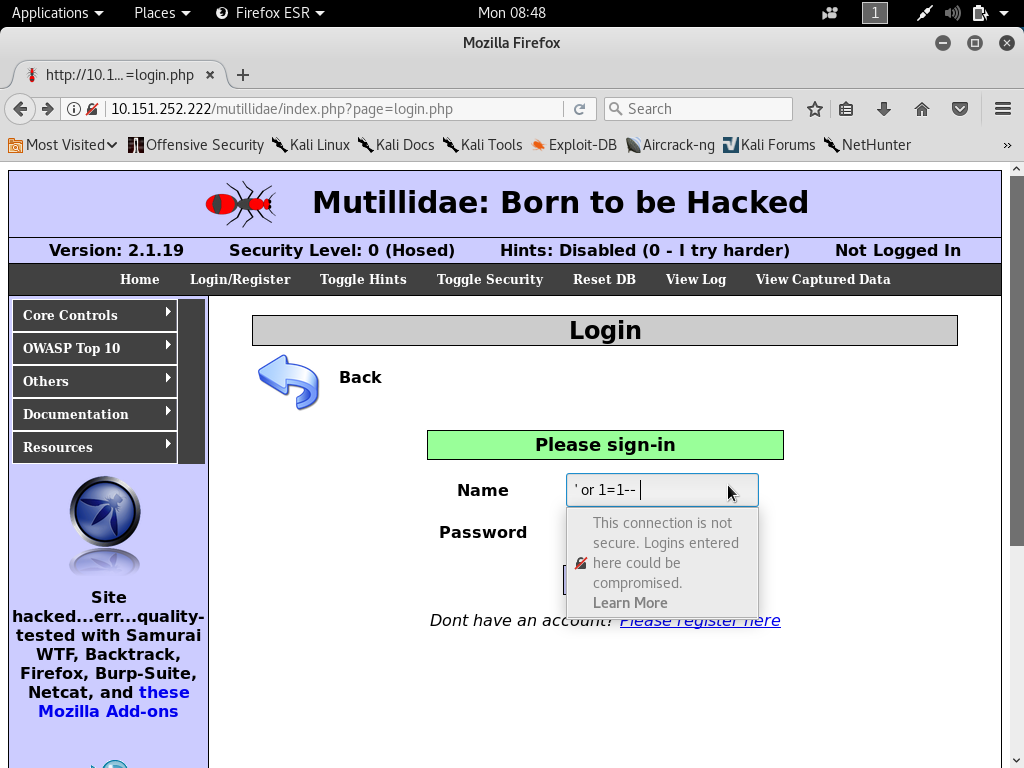 Applications Places Firefox ESR Mon 08:48 1
Mozilla Firefox
http://10.1... =login.php
10.151.252.222/mutillidae/index.php?page=login.php Search
Most Visited Offensive Security Kali Linux Kali Docs Kali Tools Exploit-DB Aircrack-ng Kali Forums NetHunter »
Mutillidae: Born to be Hacked
Version: 2.1.19 Security Level: 0 (Hosed) Hints: Disabled (0 - I try harder) Not Logged In
Home Login/Register Toggle Hints Toggle Security Reset DB View Log View Captured Data
Core Controls
OWASP Top 10
Others
Documentation
Resources
Site
hacked...err...quality-
tested with Samurai
WTF, Backtrack,
Firefox, Burp-Suite,
Netcat, and these
Mozilla Add-ons
Login
Back
Please sign-in
Name ' or 1=1--
Password
This connection is not
secure. Logins entered
here could be
compromised.
Learn More
Dont have an account? Please register here